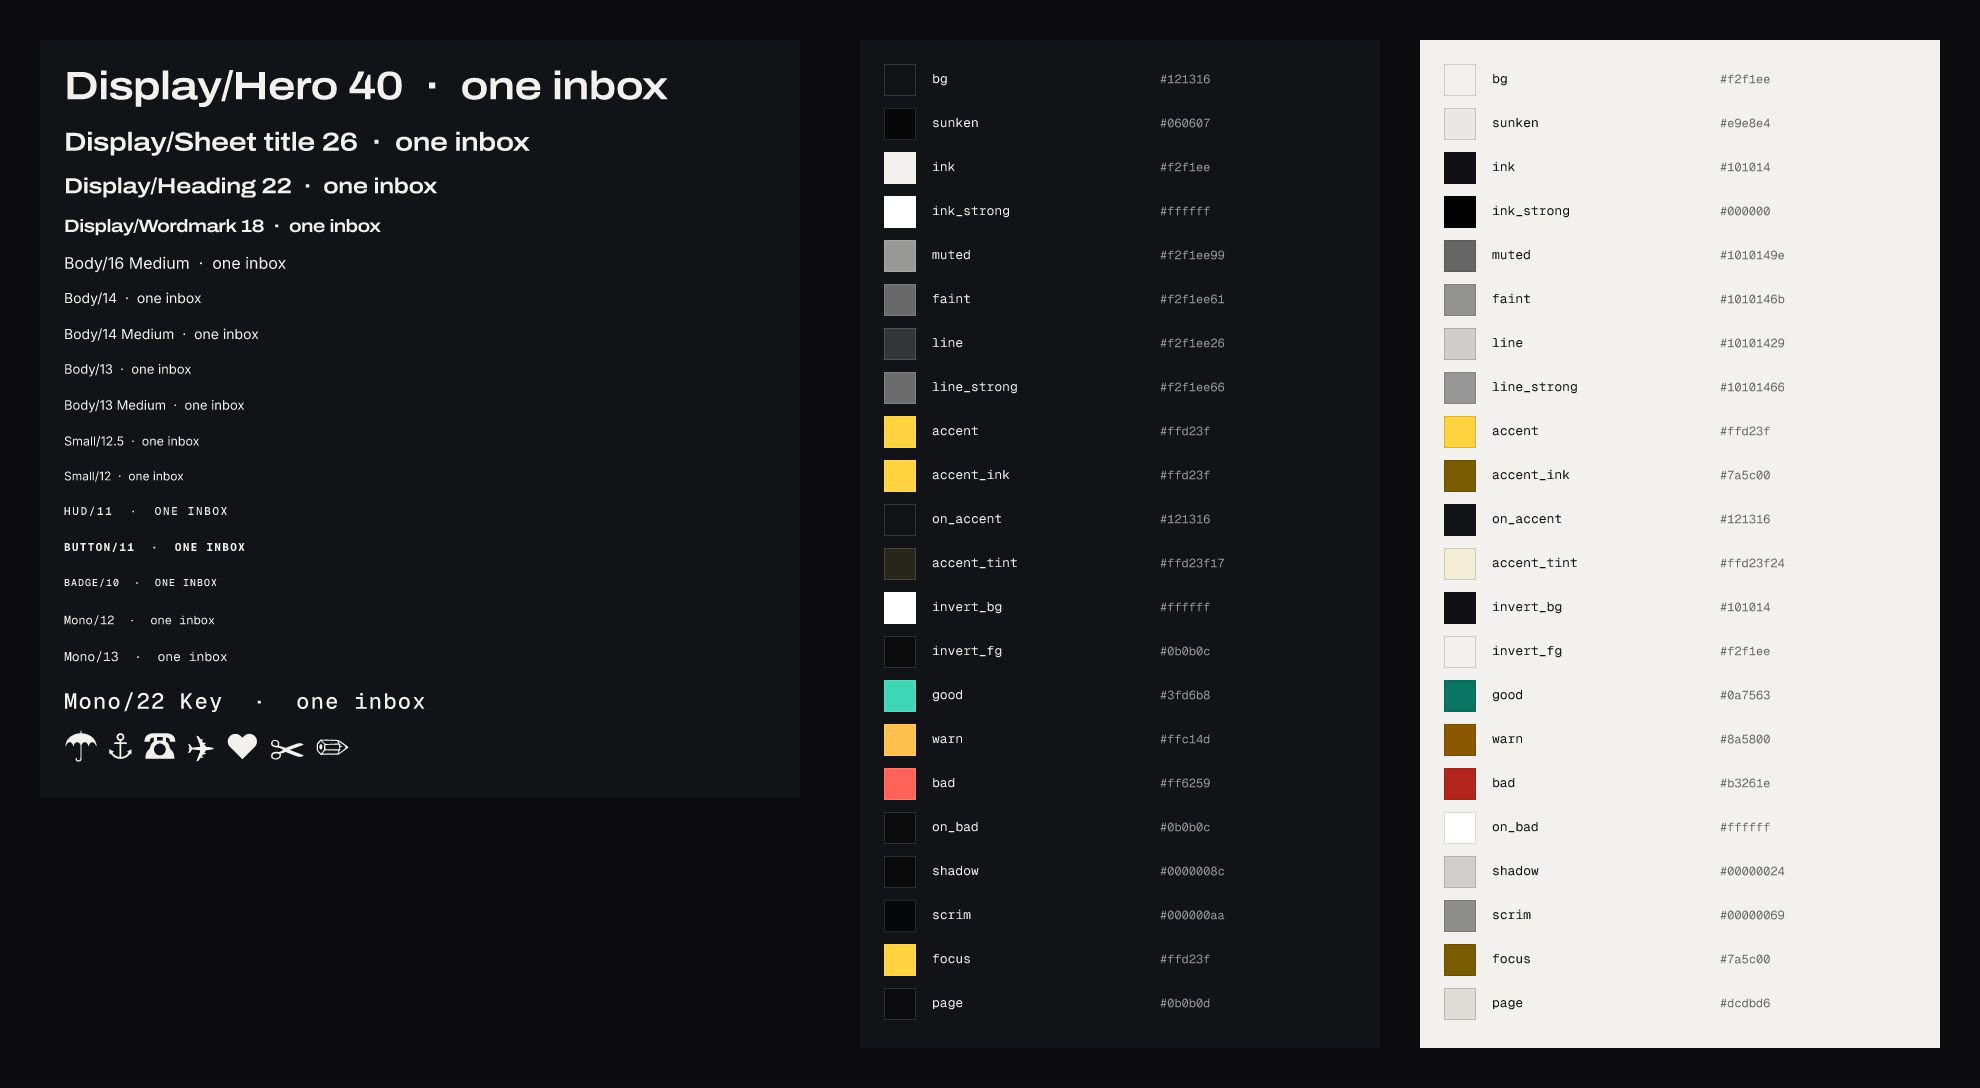 Display/Hero 40 · one inbox
Display/Sheet title 26 · one inbox
Display/Heading 22 · one inbox
Display/Wordmark 18 · one inbox
Body/16 Medium · one inbox
Body/14 · one inbox
Body/14 Medium · one inbox
Body/13 · one inbox
Body/13 Medium · one inbox
Small/12.5 · one inbox
Small/12 · one inbox
HUD/11 · ONE INBOX
BUTTON/11 · ONE INBOX
BADGE/10 · ONE INBOX
Mono/12 · one inbox
Mono/13 · one inbox
Mono/22 Key · one inbox
bg #121316
sunken #060607
ink #f2f1ee
ink_strong #ffffff
muted #f2f1ee99
faint #f2f1ee61
line #f2f1ee26
line_strong #f2f1ee66
accent #ffd23f
accent_ink #ffd23f
on_accent #121316
accent_tint #ffd23f17
invert_bg #ffffff
invert_fg #0b0b0c
good #3fd6b8
warn #ffc14d
bad #ff6259
on_bad #0b0b0c
shadow #0000008c
scrim #000000aa
focus #ffd23f
page #0b0b0d
bg #f2f1ee
sunken #e9e8e4
ink #101014
ink_strong #000000
muted #1010149e
faint #1010146b
line #10101429
line_strong #10101466
accent #ffd23f
accent_ink #7a5c00
on_accent #121316
accent_tint #ffd23f24
invert_bg #101014
invert_fg #f2f1ee
good #0a7563
warn #8a5800
bad #b3261e
on_bad #ffffff
shadow #00000024
scrim #00000069
focus #7a5c00
page #dcdbd6